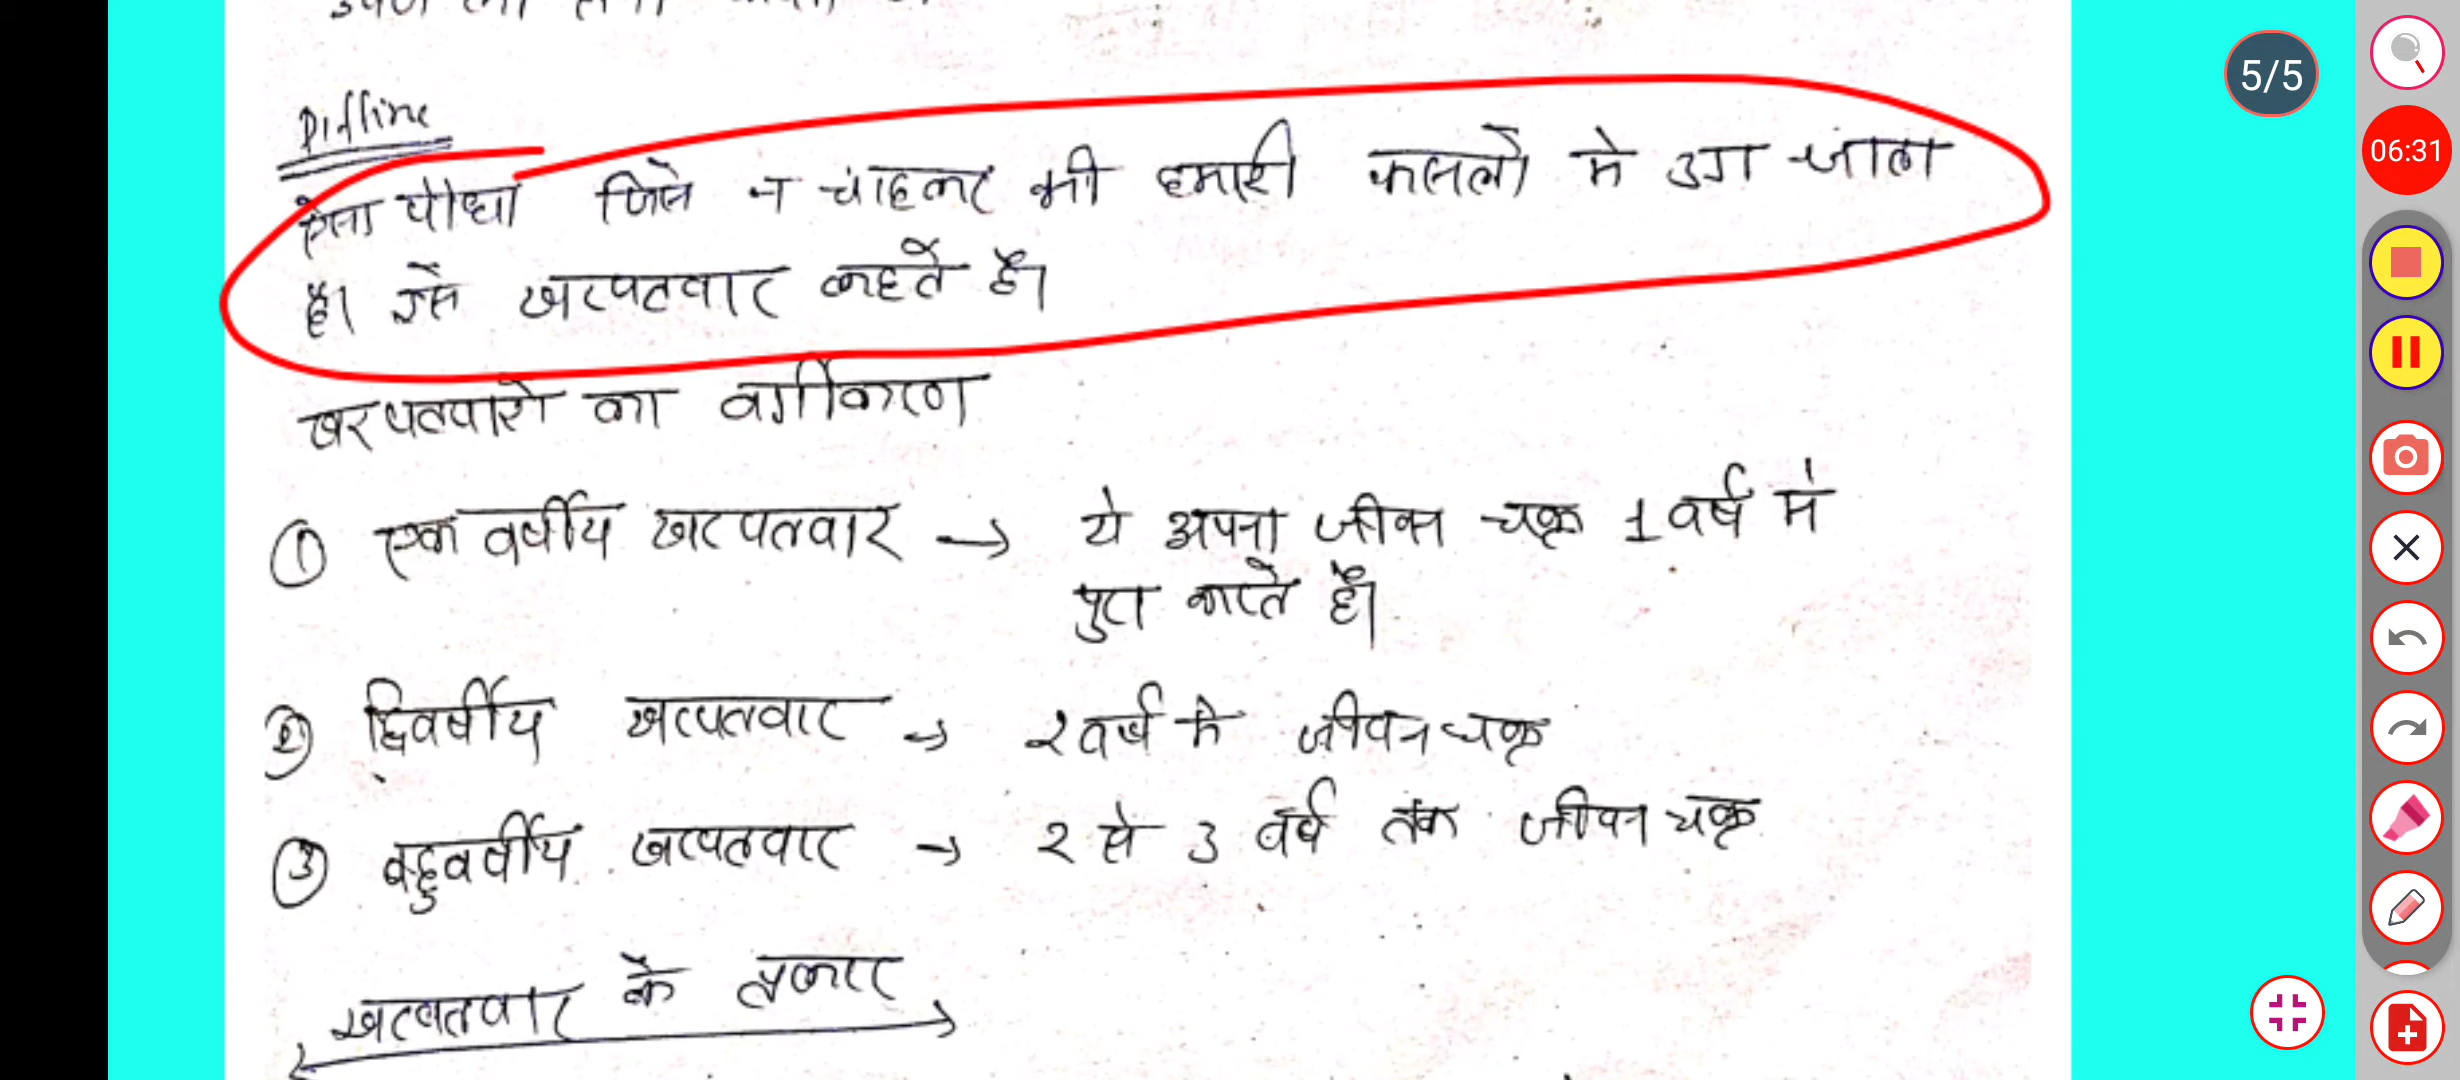 5/5
06:31
Difline
ऐसा पौधा जिसे न चाहकर भी हमारी फसलो मे उग जाता
है। उसे खरपतवार कहते है।
खरपतवारो का वर्गीकरण
① एक वर्षीय खरपतवार → ये अपना जीवन चक्र 1 वर्ष मे
पुरा करते है।
② द्विवर्षीय खरपतवार → 2 वर्ष मे जीवन चक्र
③ बहुवर्षीय खरपतवार → 2 से 3 वर्ष तक जीवन चक्र
खरपतवार के प्रकार